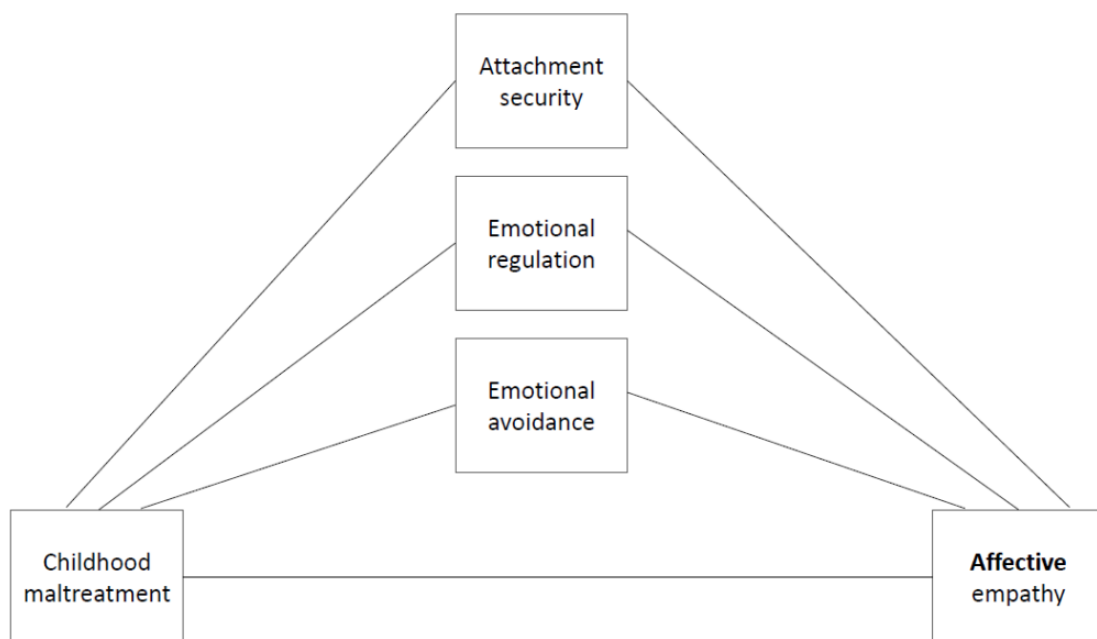 Attachment
security
Emotional
regulation
Emotional
avoidance
Childhood
maltreatment
Affective
empathy